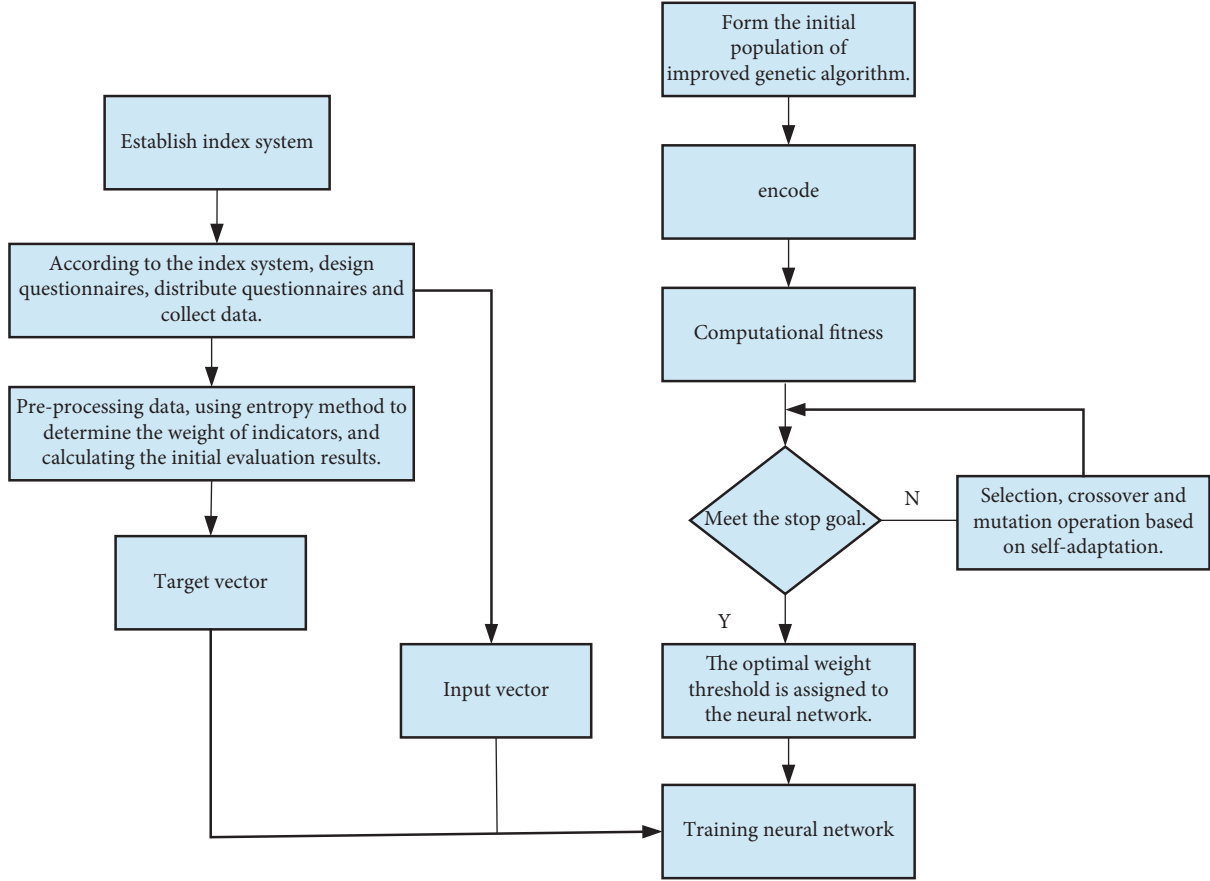 Establish index system
According to the index system, design
questionnaires, distribute questionnaires and
collect data.
Pre-processing data, using entropy method to
determine the weight of indicators, and
calculating the initial evaluation results.
Target vector
Input vector
Form the initial
population of
improved genetic algorithm.
encode
Computational fitness
Meet the stop goal.
N
Selection, crossover and
mutation operation based
on self-adaptation.
Y
The optimal weight
threshold is assigned to
the neural network.
Training neural network